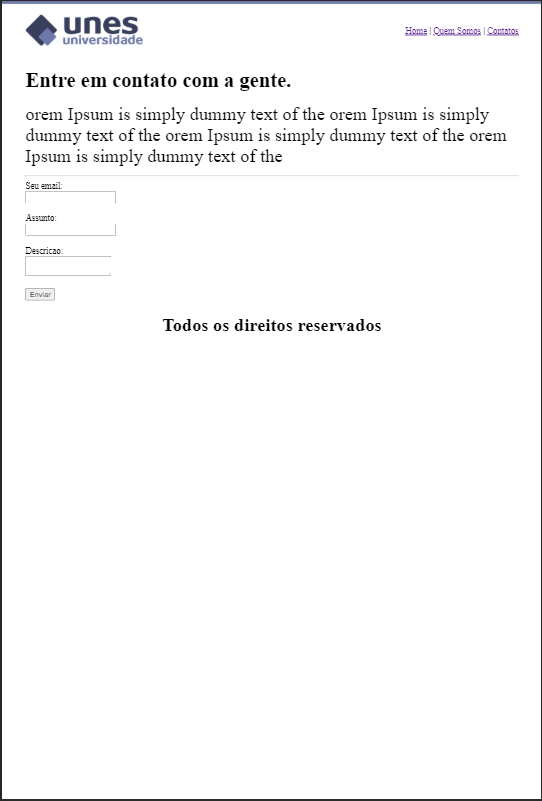 unes
universidade
Home | Quem Somos | Contatos
Entre em contato com a gente.
orem Ipsum is simply dummy text of the orem Ipsum is simply
dummy text of the orem Ipsum is simply dummy text of the orem
Ipsum is simply dummy text of the
Seu email:
Assunto:
Descricao:
Enviar
Todos os direitos reservados